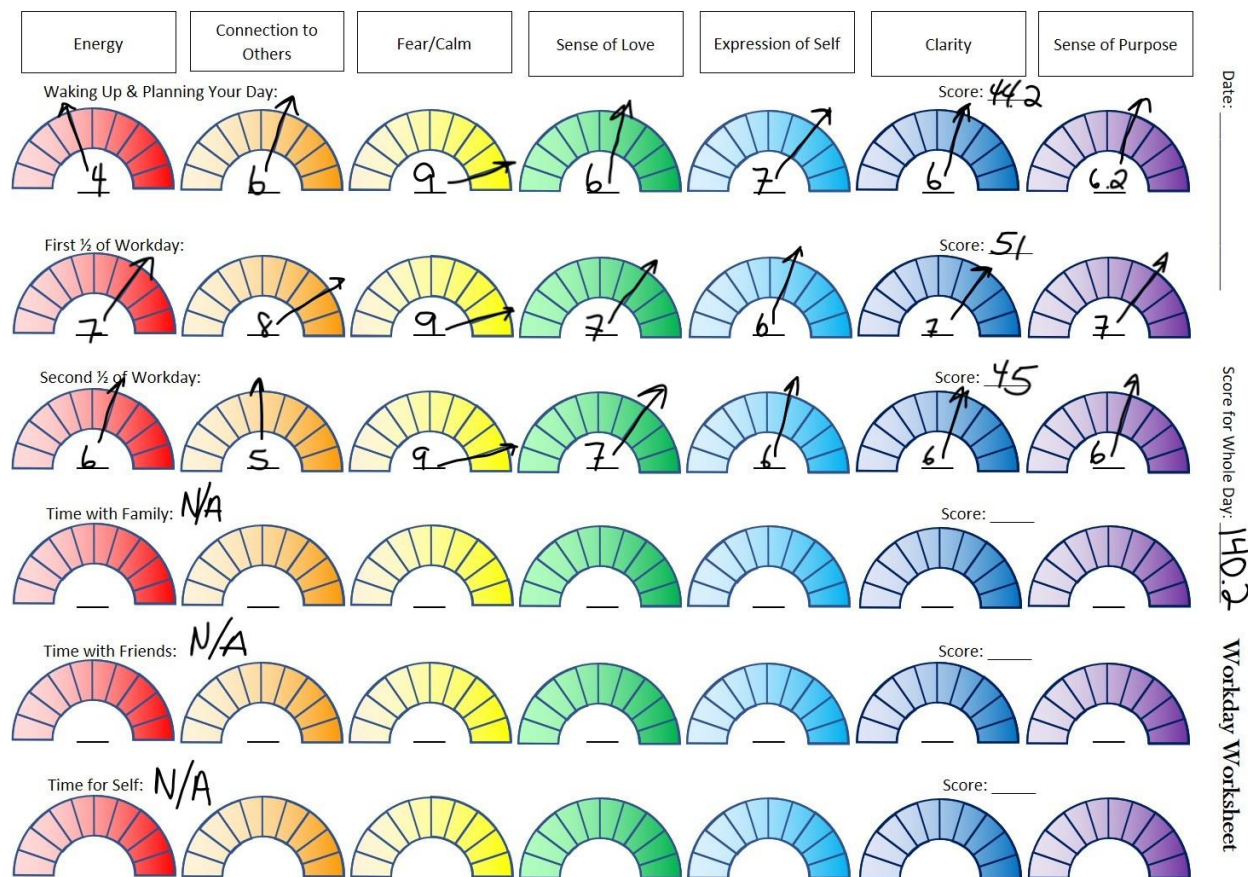 Energy
Connection to
Others
Fear/Calm
Sense of Love
Expression of Self
Clarity
Sense of Purpose
Waking Up & Planning Your Day:
Score: 44.2
4 6 9 6 7 6 6.2
First ½ of Workday:
Score: 51
7 8 9 7 6 7 7
Second ½ of Workday:
Score: 45
6 5 9 7 6 6 6
Time with Family: N/A
Score: _____
Time with Friends: N/A
Score: _____
Time for Self: N/A
Score: _____
Date: ____________________
Score for Whole Day: 140.2
Workday Worksheet